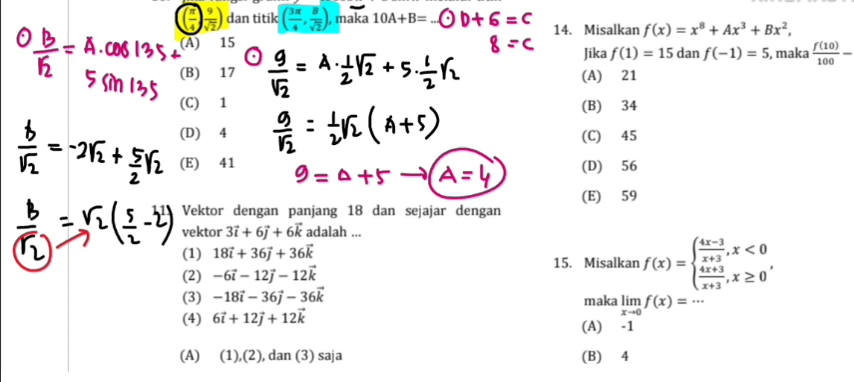 (π/4, 9/√2) dan titik (3π/4, B/√2), maka 10A+B= ...
(A) 15
(B) 17
(C) 1
(D) 4
(E) 41
B/√2 = A.cos 135 +
5 sin 135
B/√2 = -2√2 + 5/2√2
B/√2 = √2(5/2 - 2)
9/√2 = A·1/2√2 + 5·1/2√2
9/√2 = 1/2√2 (A+5)
9 = A+5 → A=4
D+6=C
8=C
Vektor dengan panjang 18 dan sejajar dengan
vektor 3i⃗ + 6j⃗ + 6k⃗ adalah ...
(1) 18i⃗ + 36j⃗ + 36k⃗
(2) −6i⃗ − 12j⃗ − 12k⃗
(3) −18i⃗ − 36j⃗ − 36k⃗
(4) 6i⃗ + 12j⃗ + 12k⃗
(A) (1),(2), dan (3) saja
14. Misalkan f(x) = x⁸ + Ax³ + Bx²,
Jika f(1) = 15 dan f(−1) = 5, maka f(10)/100 −
(A) 21
(B) 34
(C) 45
(D) 56
(E) 59
15. Misalkan f(x) = { (4x−3)/(x+3), x < 0
(4x+3)/(x+3), x ≥ 0 ,
maka lim x→0 f(x) = ⋯
(A) -1
(B) 4